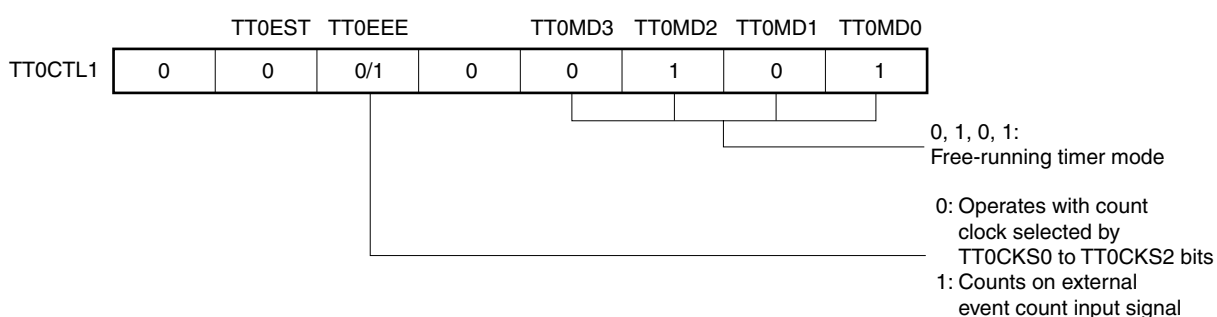 TT0EST TT0EEE TT0MD3 TT0MD2 TT0MD1 TT0MD0
TT0CTL1 0 0 0/1 0 0 1 0 1
0, 1, 0, 1:
Free-running timer mode
0: Operates with count
clock selected by
TT0CKS0 to TT0CKS2 bits
1: Counts on external
event count input signal